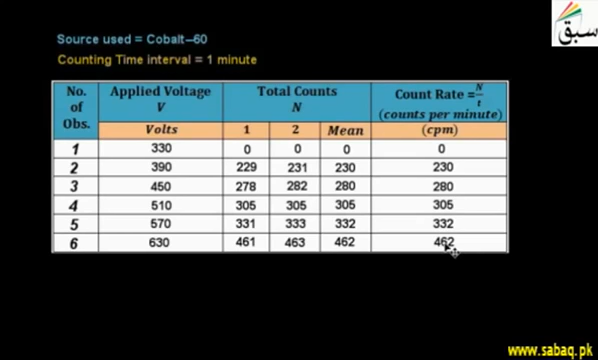 سبق
Source used = Cobalt–60
Counting Time interval = 1 minute
No. of Obs. Applied Voltage V Total Counts N Count Rate = N/t (counts per minute)
Volts 1 2 Mean (cpm)
1 330 0 0 0 0
2 390 229 231 230 230
3 450 278 282 280 280
4 510 305 305 305 305
5 570 331 333 332 332
6 630 461 463 462 462
www.sabaq.pk